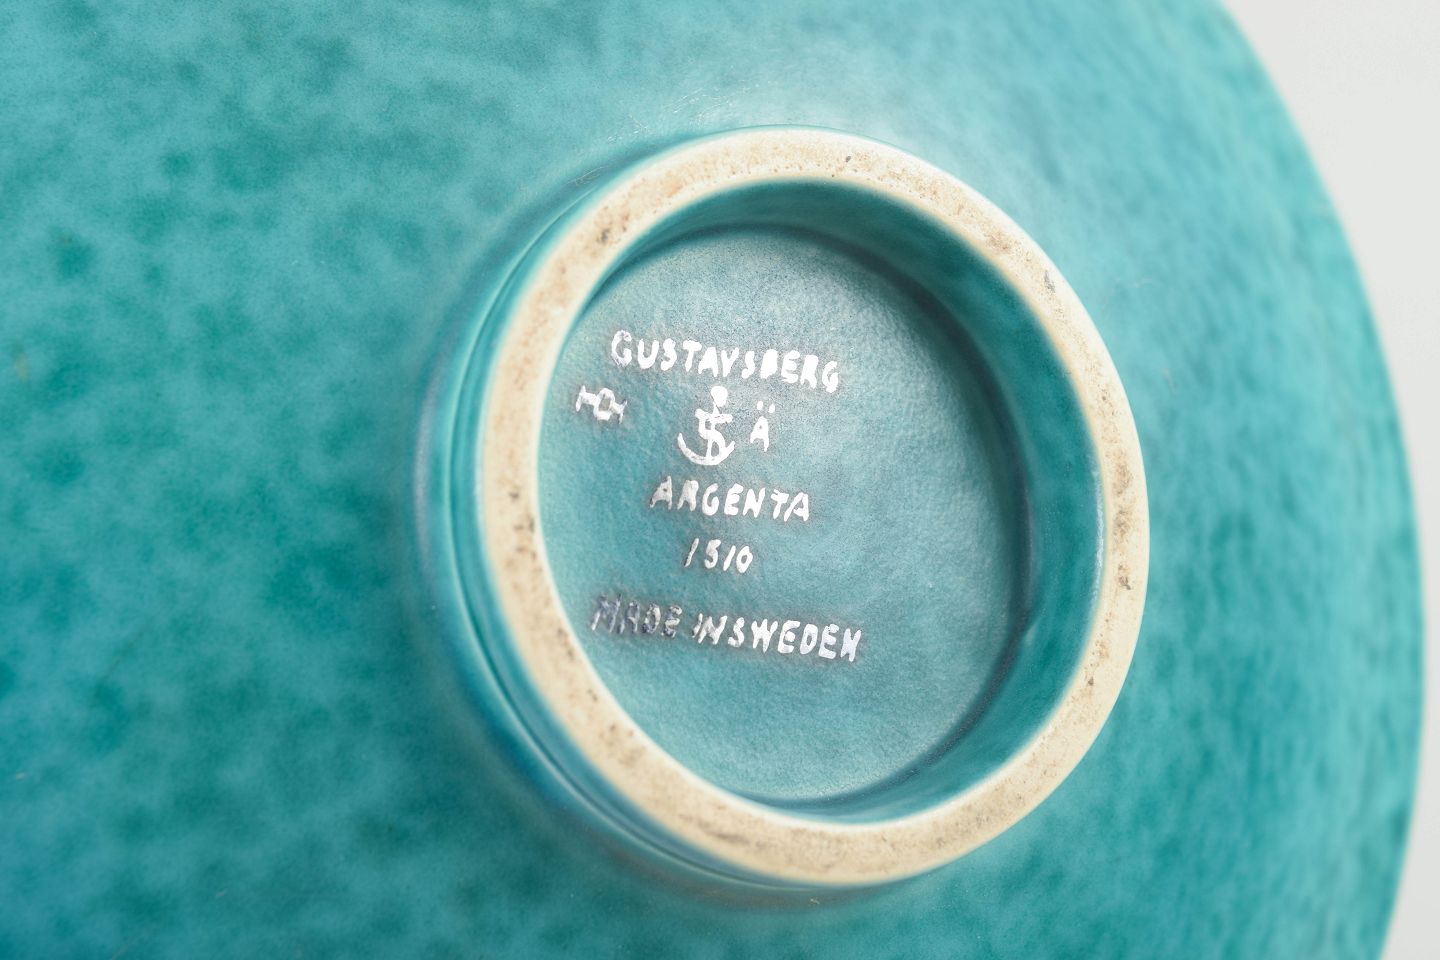 GUSTAVSBERG
S Ä
ARGENTA
1510
MADE IN SWEDEN